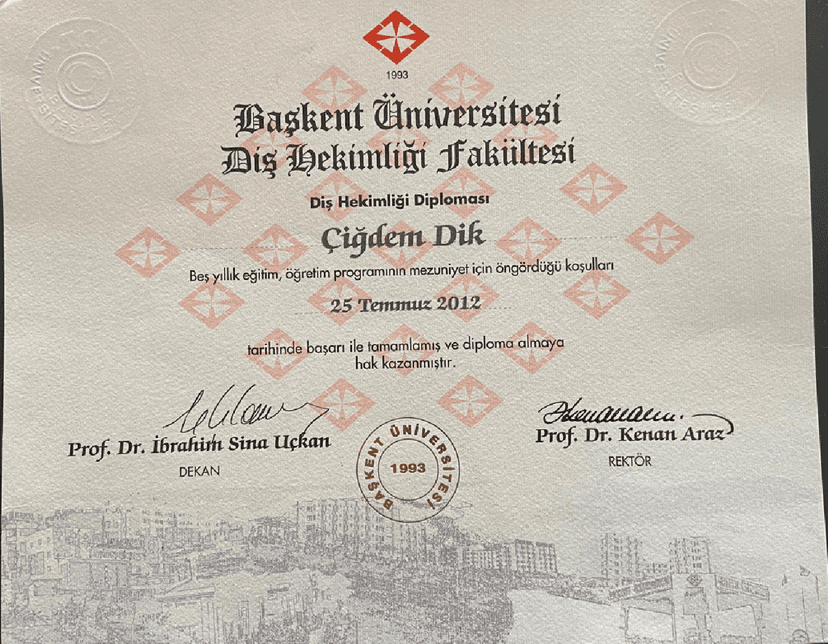 1993
Başkent Üniversitesi
Diş Hekimliği Fakültesi
Diş Hekimliği Diploması
Çiğdem Dik
Beş yıllık eğitim, öğretim programının mezuniyet için öngördüğü koşulları
25 Temmuz 2012
tarihinde başarı ile tamamlamış ve diploma almaya
hak kazanmıştır.
Prof. Dr. İbrahim Sina Uçkan
DEKAN
Prof. Dr. Kenan Araz
REKTÖR
BAŞKENT ÜNİVERSİTESİ
1993